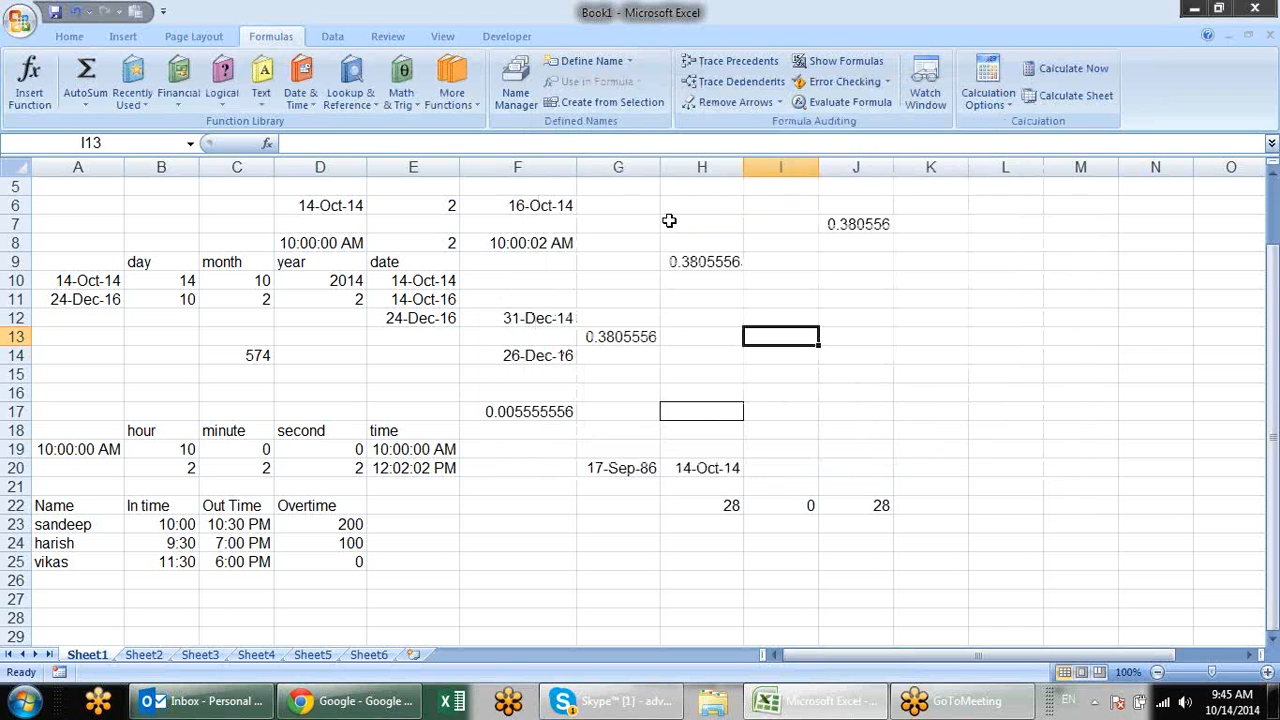 Book1 - Microsoft Excel
Home Insert Page Layout Formulas Data Review View Developer
Insert Function
AutoSum
Recently Used
Financial
Logical
Text
Date & Time
Lookup & Reference
Math & Trig
More Functions
Function Library
Name Manager
Define Name
Use in Formula
Create from Selection
Defined Names
Trace Precedents
Trace Dependents
Remove Arrows
Show Formulas
Error Checking
Evaluate Formula
Watch Window
Formula Auditing
Calculation Options
Calculate Now
Calculate Sheet
Calculation
I13 fx
A B C D E F G H I J K L M N O
5
6 14-Oct-14 2 16-Oct-14
7 0.380556
8 10:00:00 AM 2 10:00:02 AM
9 day month year date 0.3805556
10 14-Oct-14 14 10 2014 14-Oct-14
11 24-Dec-16 10 2 2 14-Oct-16
12 24-Dec-16 31-Dec-14
13 0.3805556
14 574 26-Dec-16
15
16
17 0.005555556
18 hour minute second time
19 10:00:00 AM 10 0 0 10:00:00 AM
20 2 2 2 12:02:02 PM 17-Sep-86 14-Oct-14
21
22 Name In time Out Time Overtime 28 0 28
23 sandeep 10:00 10:30 PM 200
24 harish 9:30 7:00 PM 100
25 vikas 11:30 6:00 PM 0
26
27
28
29
Sheet1 Sheet2 Sheet3 Sheet4 Sheet5 Sheet6
Ready 100%
Inbox - Personal ... Google - Google ... Skype™ [1] - adv... Microsoft Excel - ... GoToMeeting EN 9:45 AM
10/14/2014